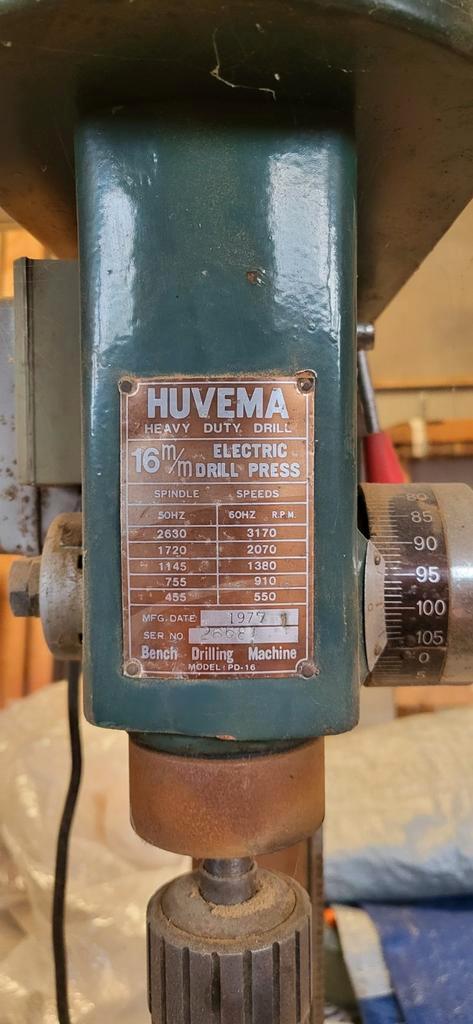 HUVEMA
HEAVY DUTY. DRILL
16 m/m ELECTRIC
DRILL PRESS
SPINDLE SPEEDS
50HZ 60HZ R.P.M.
2630 3170
1720 2070
1145 1380
755 910
455 550
MFG. DATE 1977
SER. NO.
Bench Drilling Machine
MODEL: PD-16
80
85
90
95
100
105
0
5